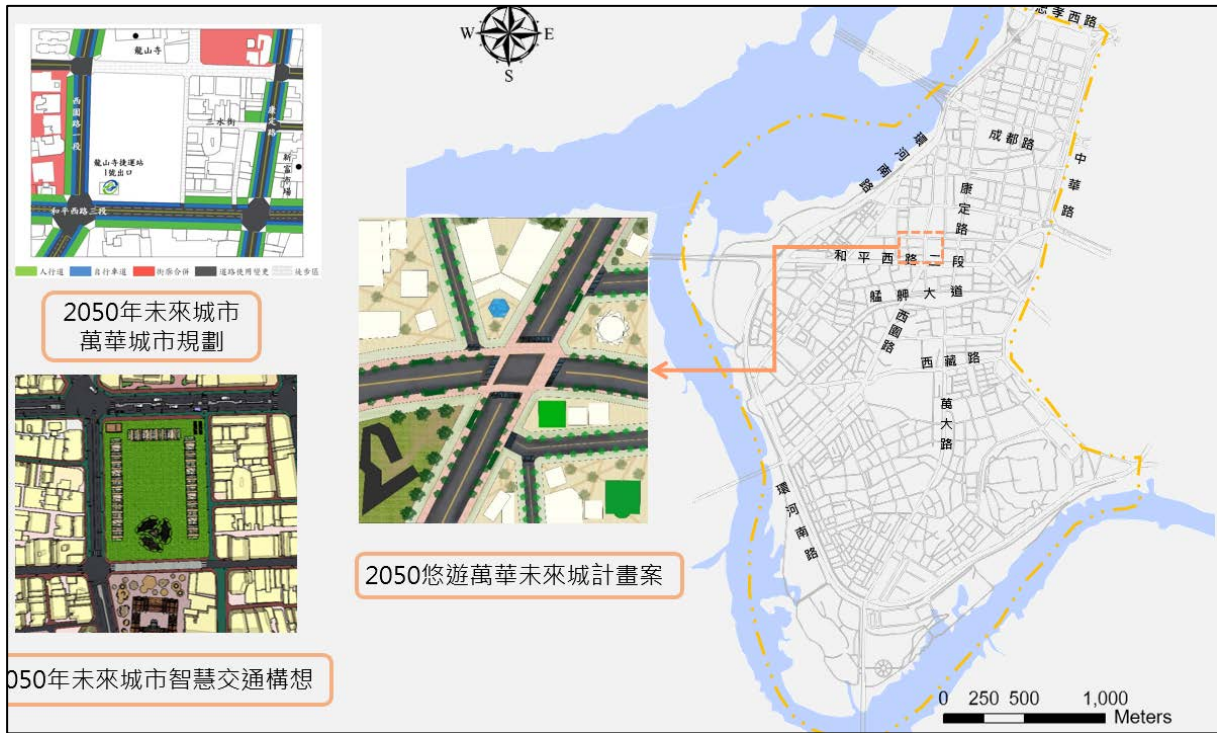 龍山寺
西園路一段
三水街
康定路
新富市場
龍山寺捷運站
1號出口
和平西路三段
人行道
自行車道
街廓合併
道路使用變更
徒步區
2050年未來城市
萬華城市規劃
050年未來城市智慧交通構想
2050悠遊萬華未來城計畫案
W
E
S
忠孝西路
成都路
中華路
環河南路
康定路
和平西路二段
艋舺大道
西園路
西藏路
萬大路
環河南路
0 250 500 1,000
Meters